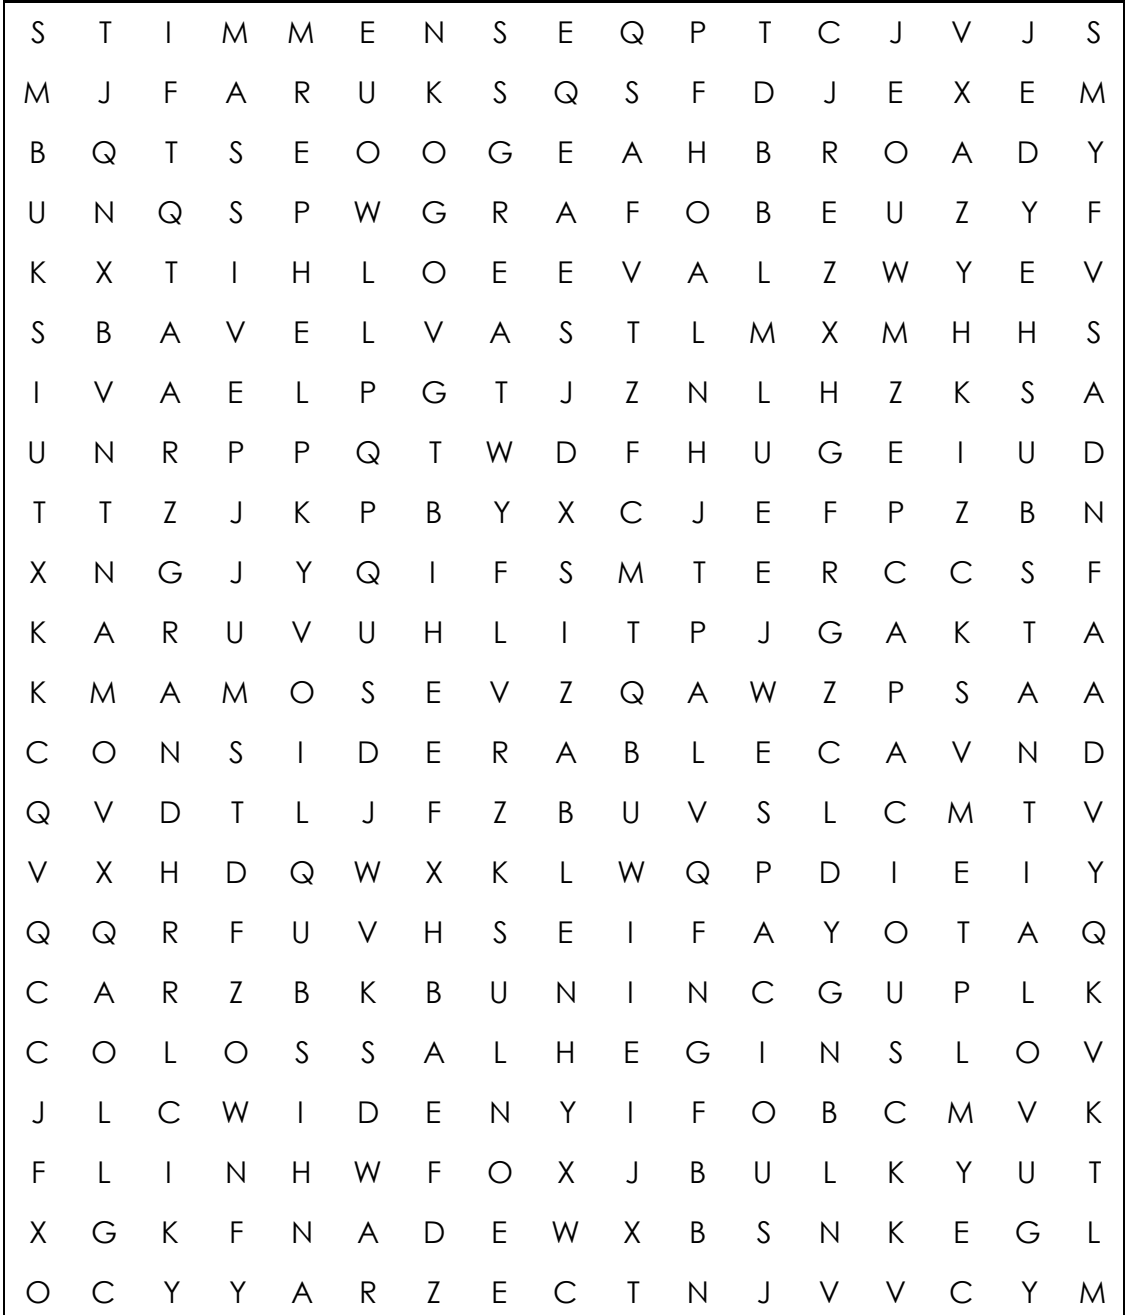 S T I M M E N S E Q P T C J V J S
M J F A R U K S Q S F D J E X E M
B Q T S E O O G E A H B R O A D Y
U N Q S P W G R A F O B E U Z Y F
K X T I H L O E E V A L Z W Y E V
S B A V E L V A S T L M X M H H S
I V A E L P G T J Z N L H Z K S A
U N R P P Q T W D F H U G E I U D
T T Z J K P B Y X C J E F P Z B N
X N G J Y Q I F S M T E R C C S F
K A R U V U H L I T P J G A K T A
K M A M O S E V Z Q A W Z P S A A
C O N S I D E R A B L E C A V N D
Q V D T L J F Z B U V S L C M T V
V X H D Q W X K L W Q P D I E I Y
Q Q R F U V H S E I F A Y O T A Q
C A R Z B K B U N I N C G U P L K
C O L O S S A L H E G I N S L O V
J L C W I D E N Y I F O B C M V K
F L I N H W F O X J B U L K Y U T
X G K F N A D E W X B S N K E G L
O C Y Y A R Z E C T N J V V C Y M